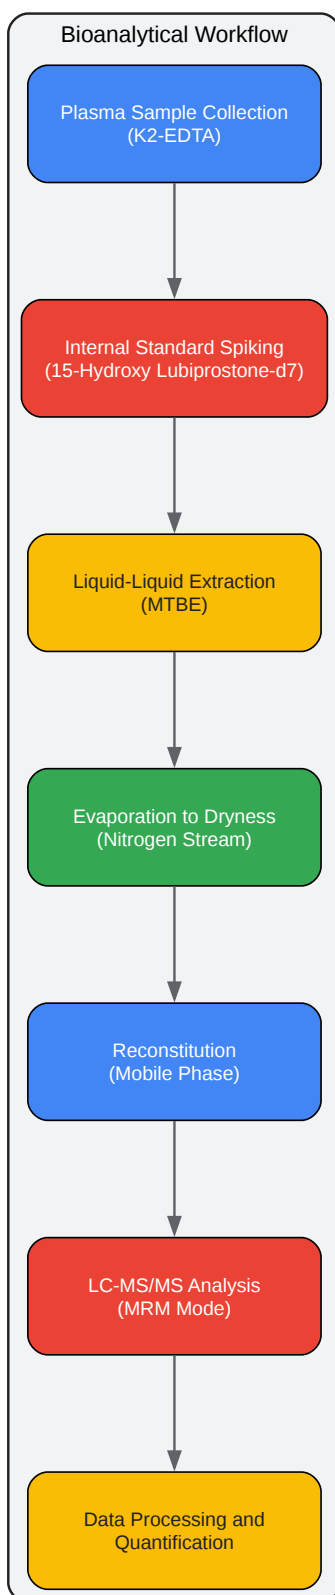 Bioanalytical Workflow
Plasma Sample Collection
(K2-EDTA)
Internal Standard Spiking
(15-Hydroxy Lubiprostone-d7)
Liquid-Liquid Extraction
(MTBE)
Evaporation to Dryness
(Nitrogen Stream)
Reconstitution
(Mobile Phase)
LC-MS/MS Analysis
(MRM Mode)
Data Processing and
Quantification